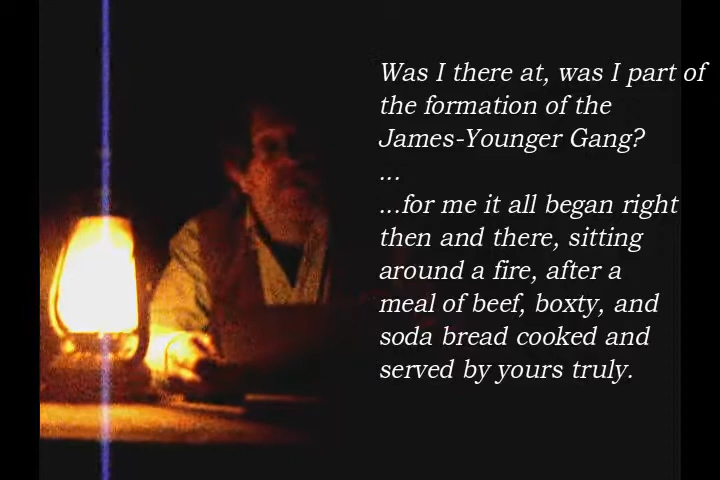 Was I there at, was I part of
the formation of the
James-Younger Gang?
...
...for me it all began right
then and there, sitting
around a fire, after a
meal of beef, boxty, and
soda bread cooked and
served by yours truly.